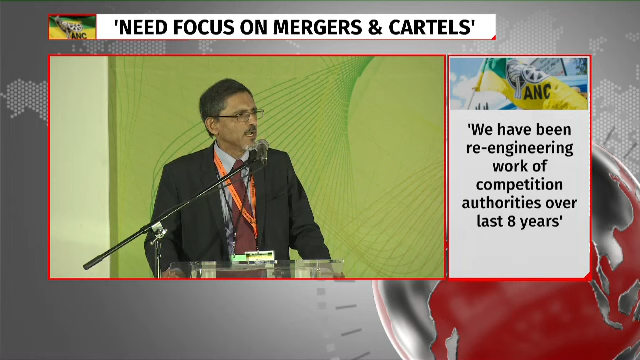 'NEED FOCUS ON MERGERS & CARTELS'
ANC
ANC
'We have been
re-engineering
work of
competition
authorities over
last 8 years'